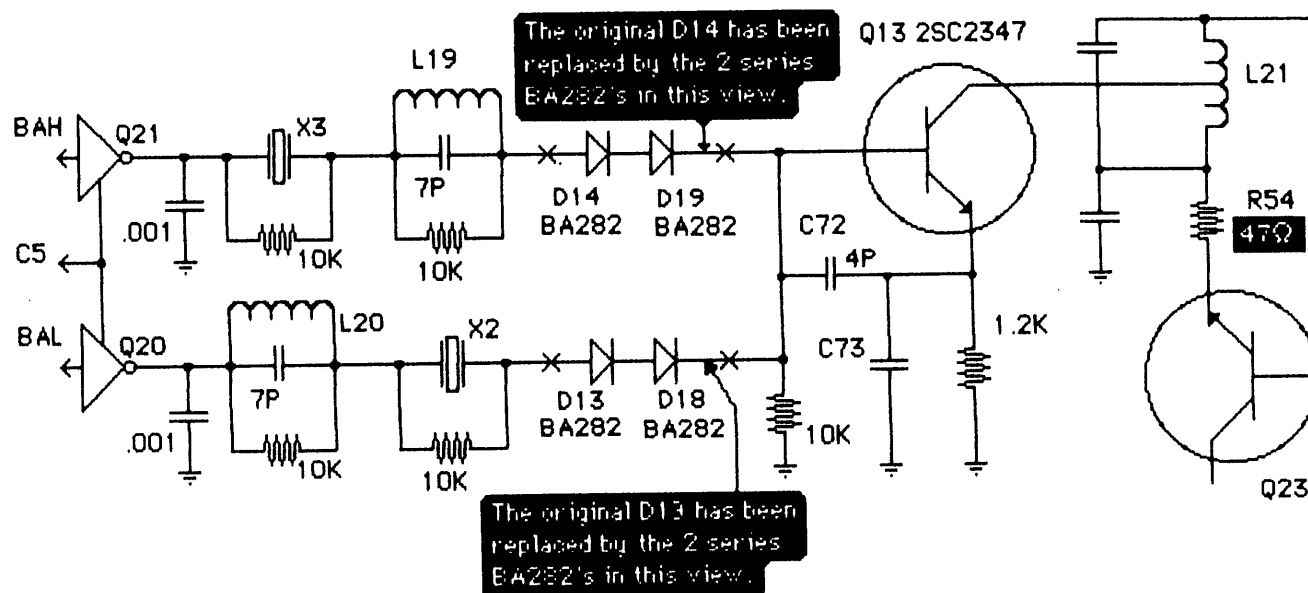 The original D14 has been
replaced by the 2 series
BA282's in this view.
Q13 2SC2347
L19
L21
BAH
Q21
X3
7P
D14
BA282
D19
BA282
.001
10K
10K
C72
4P
R54
47Ω
C5
BAL
Q20
L20
X2
1.2K
C73
7P
D13
BA282
D18
BA282
.001
10K
10K
10K
Q23
The original D13 has been
replaced by the 2 series
BA282's in this view.